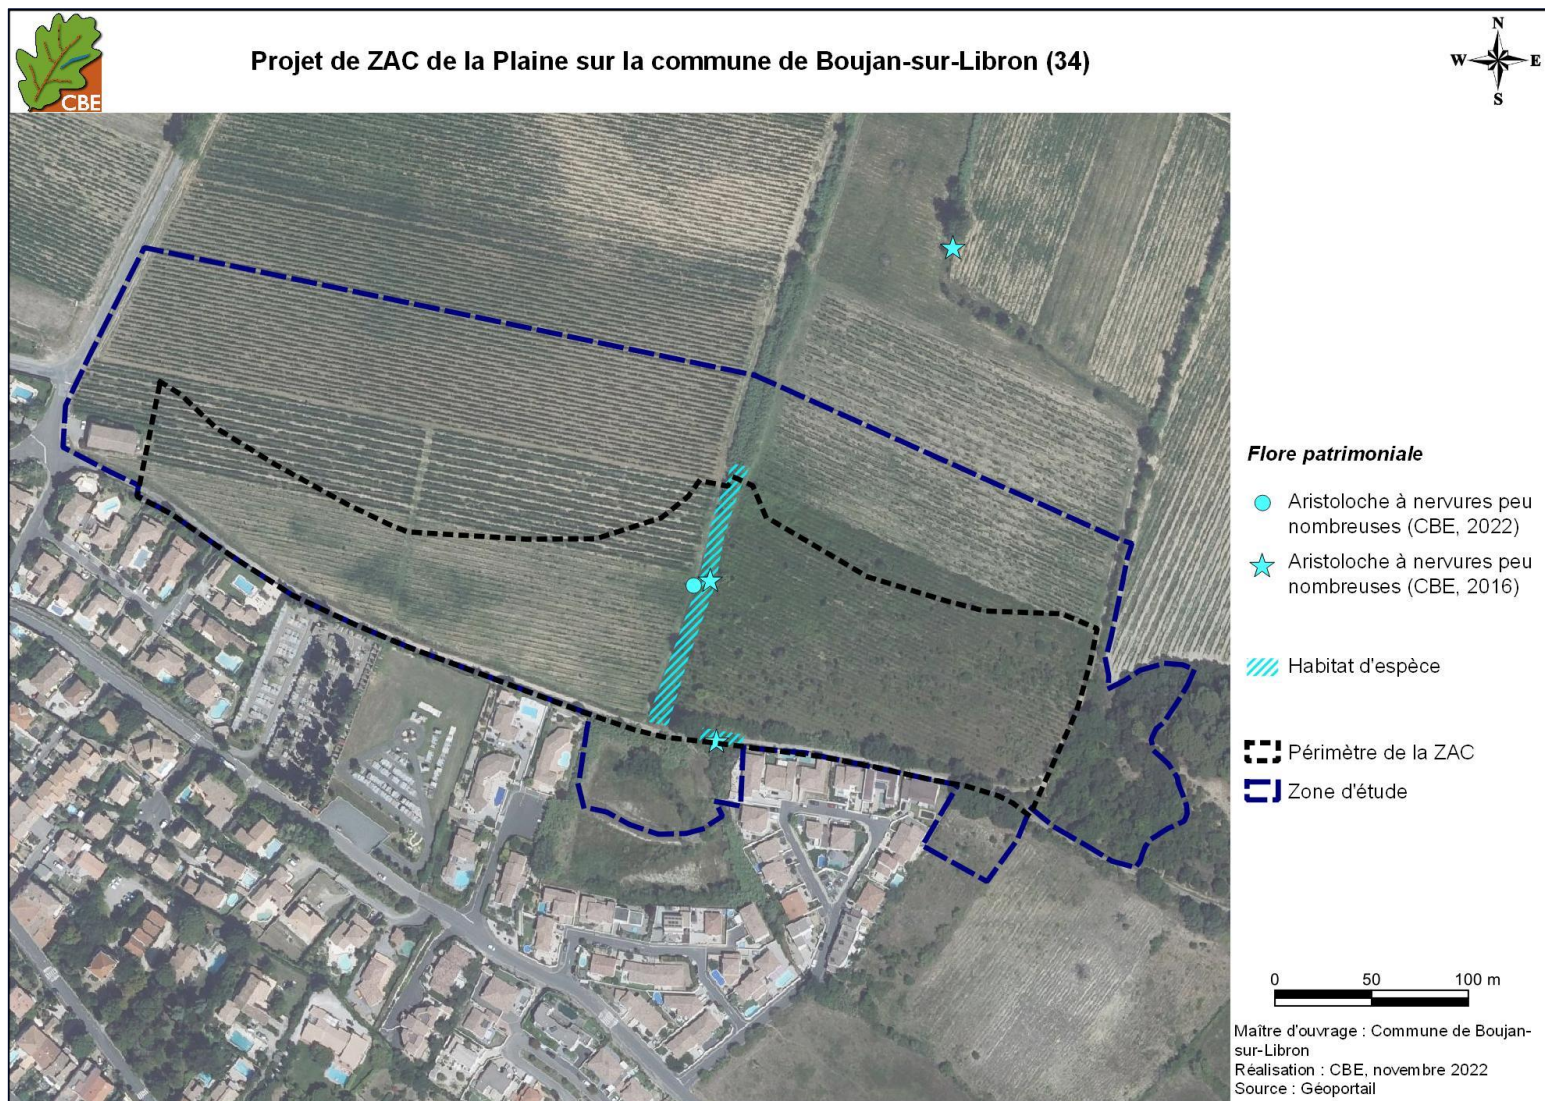 CBE
Projet de ZAC de la Plaine sur la commune de Boujan-sur-Libron (34)
N
W
E
S
Flore patrimoniale
Aristoloche à nervures peu
nombreuses (CBE, 2022)
Aristoloche à nervures peu
nombreuses (CBE, 2016)
Habitat d'espèce
Périmètre de la ZAC
Zone d'étude
0 50 100 m
Maître d'ouvrage : Commune de Boujan-
sur-Libron
Réalisation : CBE, novembre 2022
Source : Géoportail